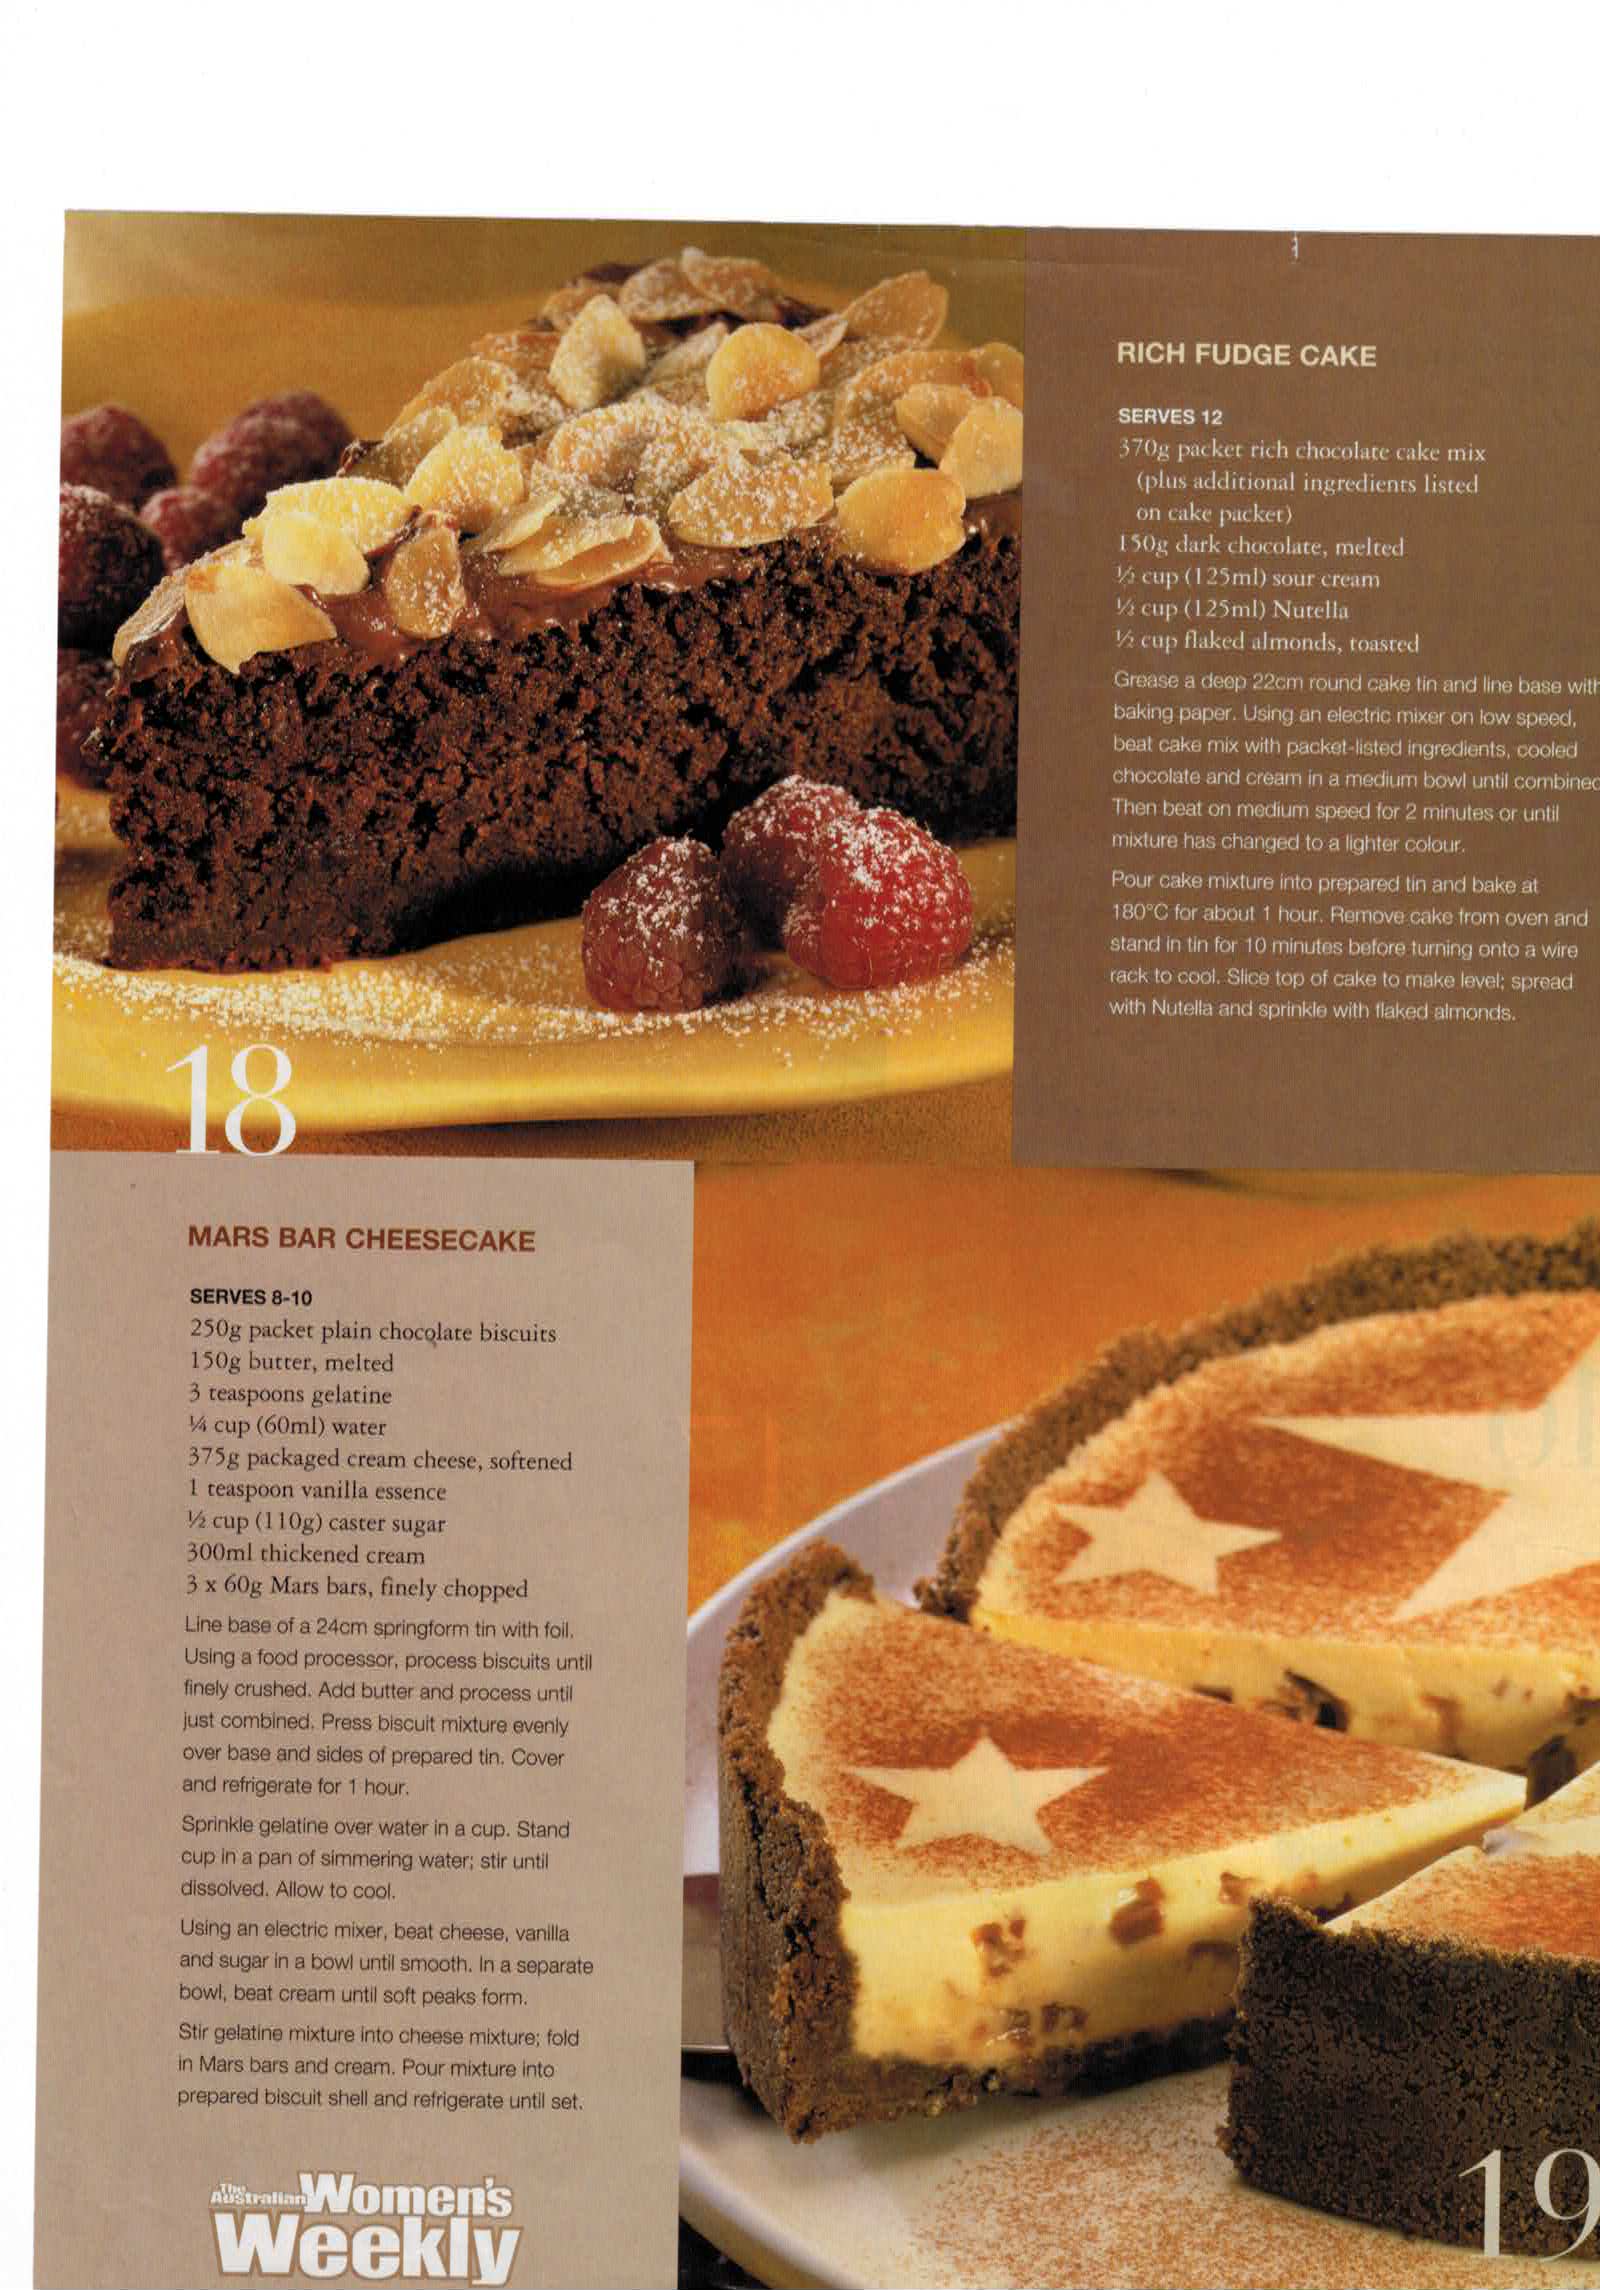 RICH FUDGE CAKE
SERVES 12
370g packet rich chocolate cake mix
(plus additional ingredients listed
on cake packet)
150g dark chocolate, melted
½ cup (125ml) sour cream
½ cup (125ml) Nutella
½ cup flaked almonds, toasted
Grease a deep 22cm round cake tin and line base with
baking paper. Using an electric mixer on low speed,
beat cake mix with packet-listed ingredients, cooled
chocolate and cream in a medium bowl until combined
Then beat on medium speed for 2 minutes or until
mixture has changed to a lighter colour.
Pour cake mixture into prepared tin and bake at
180°C for about 1 hour. Remove cake from oven and
stand in tin for 10 minutes before turning onto a wire
rack to cool. Slice top of cake to make level; spread
with Nutella and sprinkle with flaked almonds.
18
MARS BAR CHEESECAKE
SERVES 8-10
250g packet plain chocolate biscuits
150g butter, melted
3 teaspoons gelatine
¼ cup (60ml) water
375g packaged cream cheese, softened
1 teaspoon vanilla essence
½ cup (110g) caster sugar
300ml thickened cream
3 x 60g Mars bars, finely chopped
Line base of a 24cm springform tin with foil.
Using a food processor, process biscuits until
finely crushed. Add butter and process until
just combined. Press biscuit mixture evenly
over base and sides of prepared tin. Cover
and refrigerate for 1 hour.
Sprinkle gelatine over water in a cup. Stand
cup in a pan of simmering water; stir until
dissolved. Allow to cool.
Using an electric mixer, beat cheese, vanilla
and sugar in a bowl until smooth. In a separate
bowl, beat cream until soft peaks form.
Stir gelatine mixture into cheese mixture; fold
in Mars bars and cream. Pour mixture into
prepared biscuit shell and refrigerate until set.
The Australian Women's
Weekly
19